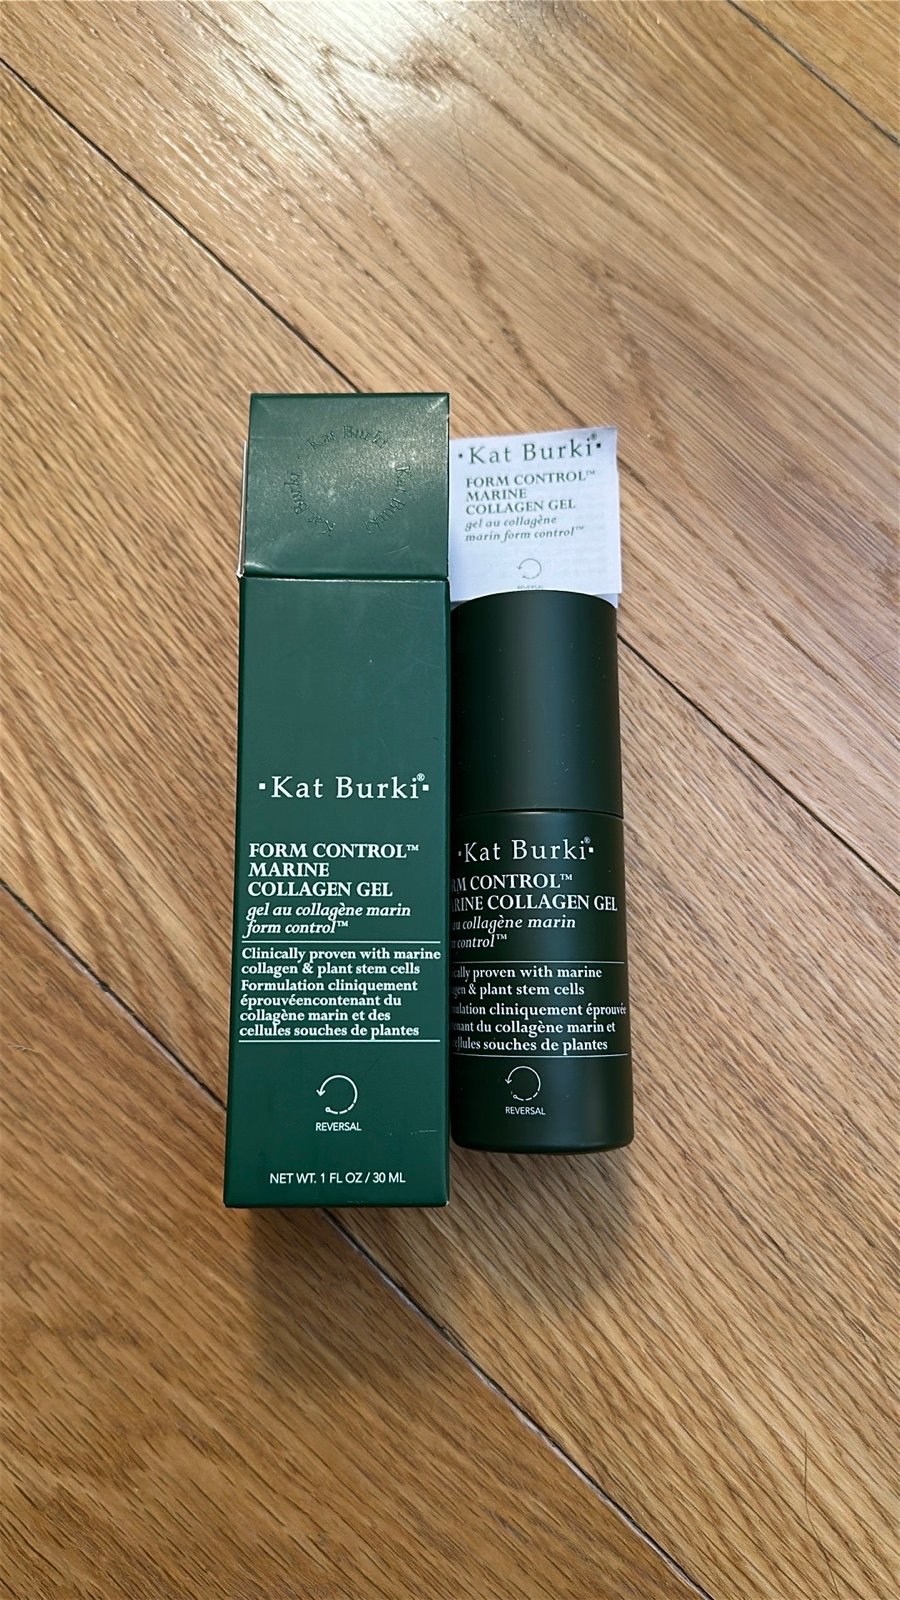 Kat Burki
Kat Burki
Kat Burki
·Kat Burki®·
FORM CONTROL™
MARINE
COLLAGEN GEL
gel au collagène marin
form control™
Clinically proven with marine
collagen & plant stem cells
Formulation cliniquement
éprouvéencontenant du
collagène marin et des
cellules souches de plantes
REVERSAL
NET WT. 1 FL OZ / 30 ML
·Kat Burki®·
FORM CONTROL™
MARINE
COLLAGEN GEL
gel au collagène
marin form control™
REVERSAL
·Kat Burki®·
RM CONTROL™
RINE COLLAGEN GEL
au collagène marin
control™
ically proven with marine
gen & plant stem cells
ulation cliniquement éprouvée
tenant du collagène marin et
cellules souches de plantes
REVERSAL